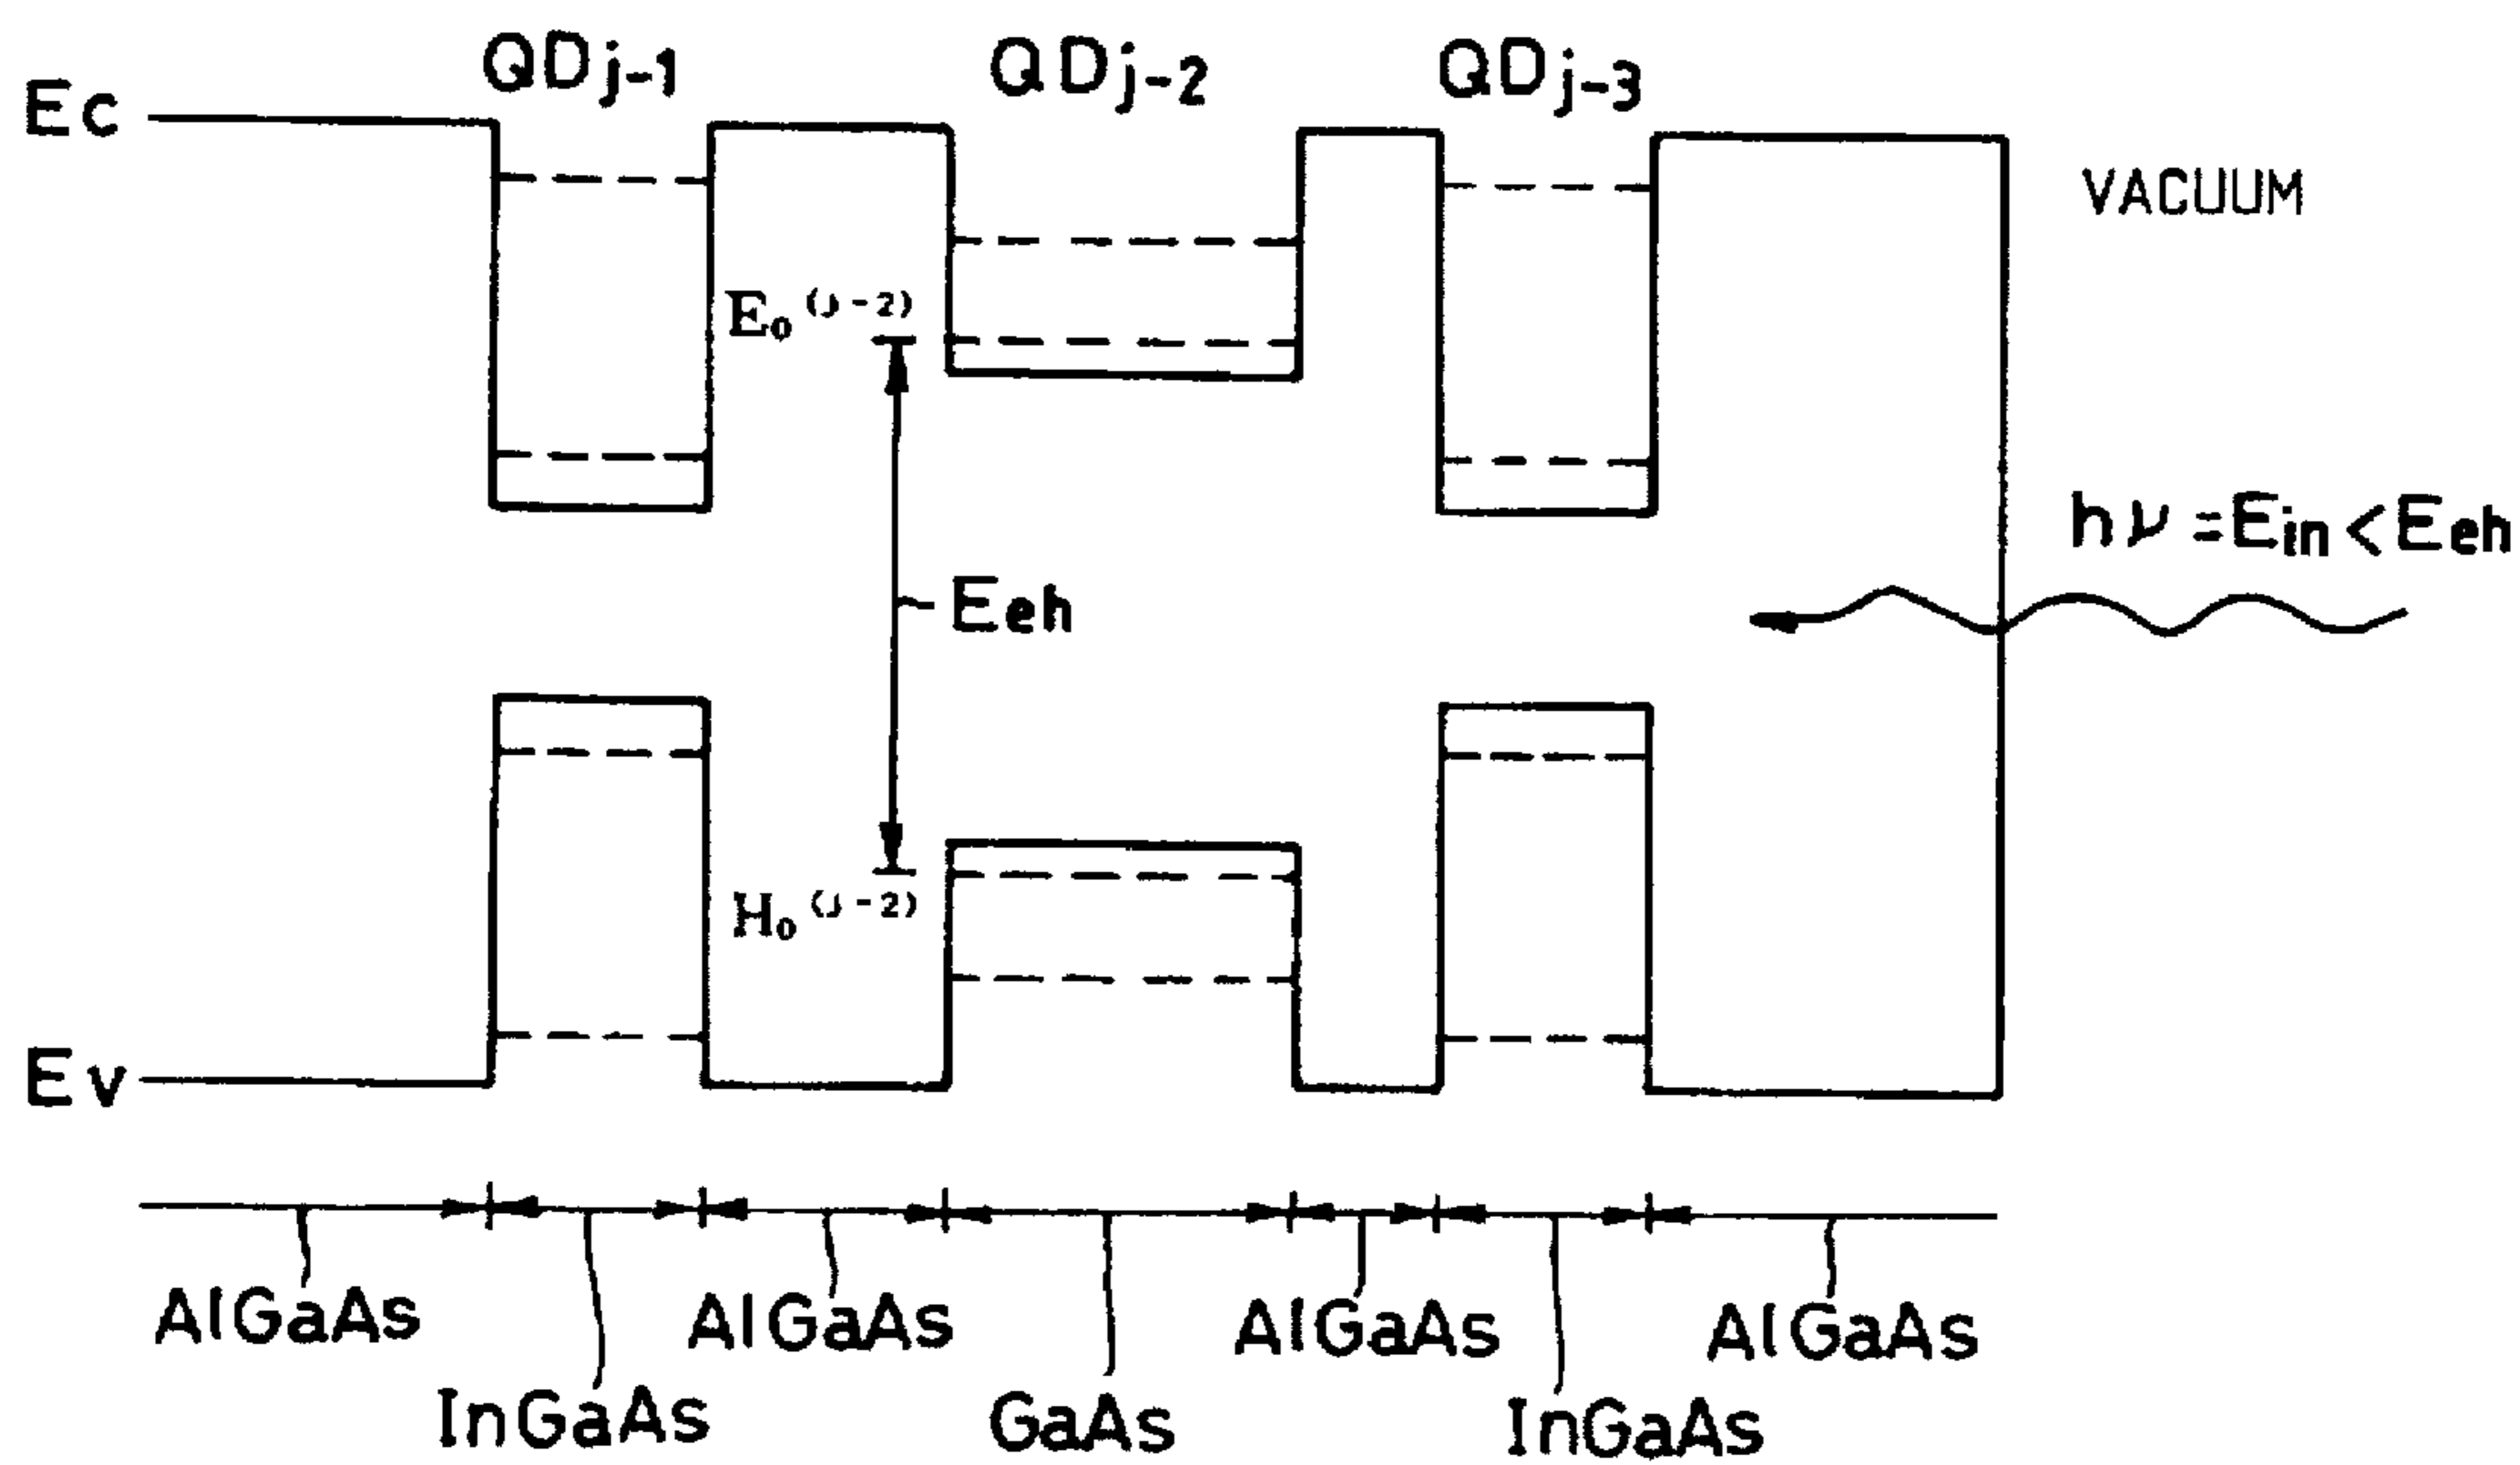 QDj-1 QDj-2 QDj-3
Ec
VACUUM
E₀⁽ʲ⁻²⁾
hν=Ein<Eeh
Eeh
H₀⁽ʲ⁻²⁾
Ev
AlGaAs AlGaAs AlGaAs AlGaAs
InGaAs GaAs InGaAs